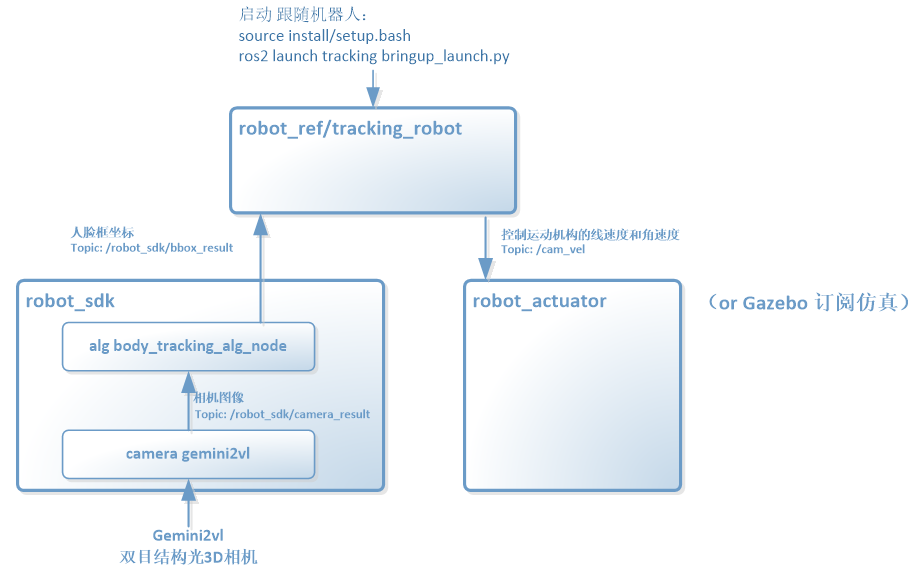 启动 跟随机器人：
source install/setup.bash
ros2 launch tracking bringup_launch.py
robot_ref/tracking_robot
人脸框坐标
Topic: /robot_sdk/bbox_result
控制运动机构的线速度和角速度
Topic: /cam_vel
robot_sdk
alg body_tracking_alg_node
相机图像
Topic: /robot_sdk/camera_result
camera gemini2vl
robot_actuator
（or Gazebo 订阅仿真）
Gemini2vl
双目结构光3D相机